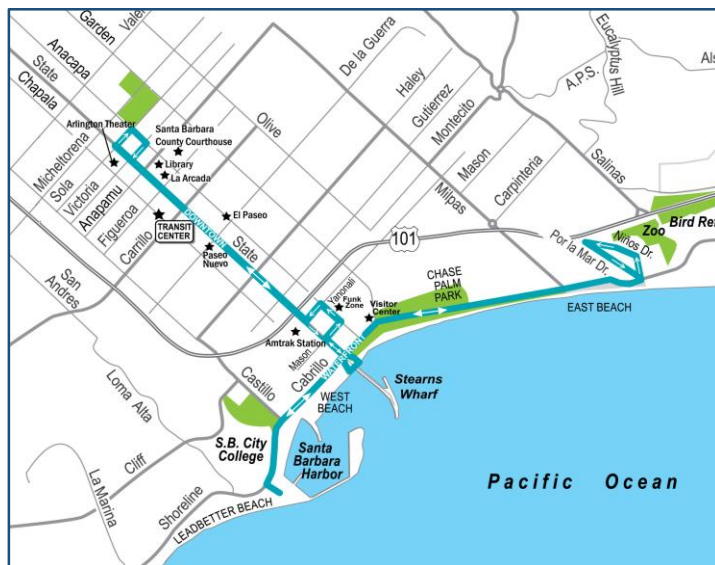 Garden
Valer
Anacapa
State
Chapala
Arlington Theater
Santa Barbara
County Courthouse
Library
La Arcada
Olive
De la Guerra
Haley
Gutierrez
Montecito
Eucalyptus Hill
A.P.S.
Als
Salinas
Mason
Carpinteria
Milpas
Micheltorena
Sola
Victoria
Anapamu
Figueroa
Carrillo
TRANSIT
CENTER
DOWNTOWN
El Paseo
Paseo
Nuevo
State
101
Zoo
Bird Ref
Niños Dr.
Por la Mar Dr.
CHASE
PALM
PARK
EAST BEACH
San
Andres
Yanonali
Funk
Zone
Visitor
Center
Amtrak Station
Mason
Cabrillo
WATERFRONT
Castillo
WEST
BEACH
Stearns
Wharf
Loma Alta
S.B. City
College
Santa
Barbara
Harbor
Cliff
La Marina
Shoreline
LEADBETTER BEACH
Pacific Ocean